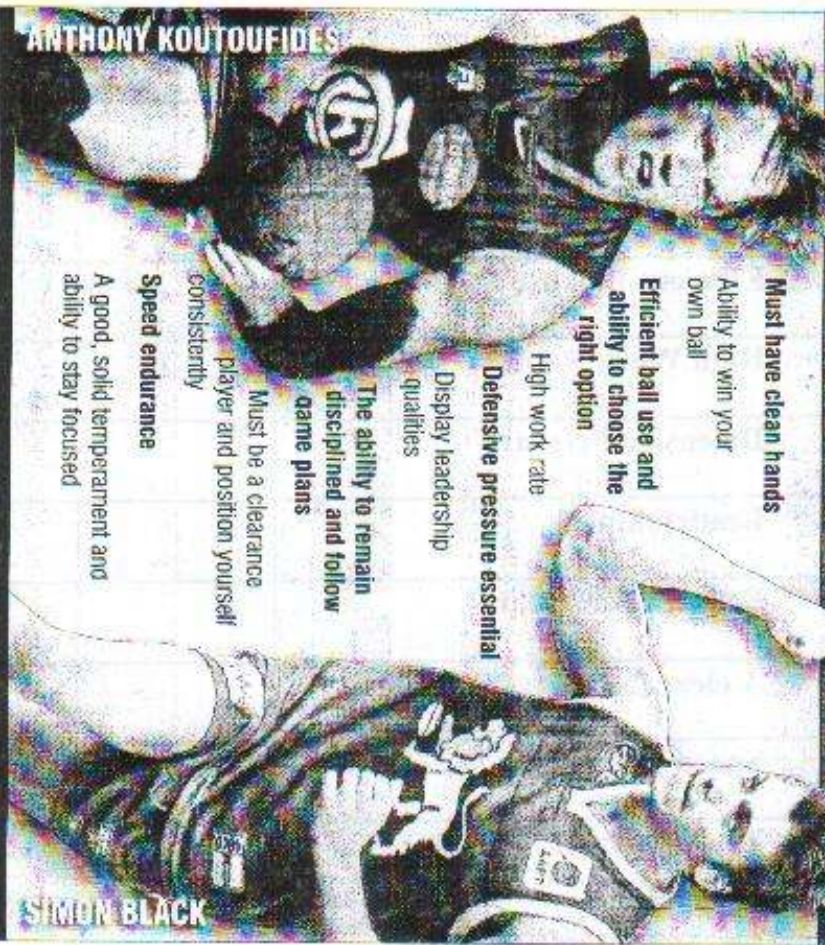 Must have clean hands
Ability to win your
own ball
Efficient ball use and
ability to choose the
right option
High work rate
Defensive pressure essential
Display leadership
qualities
The ability to remain
disciplined and follow
game plans
Must be a clearance
player and position yourself
consistently
Speed endurance
A good, solid temperament and
ability to stay focused
ANTHONY KOUTOUFIDES
SIMON BLACK